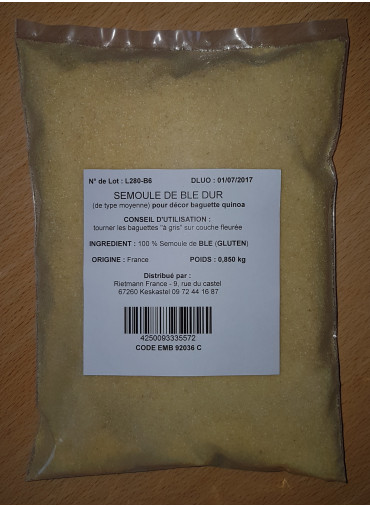 N° de Lot : L280-B6 DLUO : 01/07/2017
SEMOULE DE BLE DUR
(de type moyenne) pour décor baguette quinoa
CONSEIL D'UTILISATION :
tourner les baguettes "à gris" sur couche fleurée
INGREDIENT : 100 % Semoule de BLE (GLUTEN)
ORIGINE : France POIDS : 0,850 kg
Distribué par :
Rietmann France - 9, rue du castel
67260 Keskastel 09 72 44 16 87
4250093335572
CODE EMB 92036 C